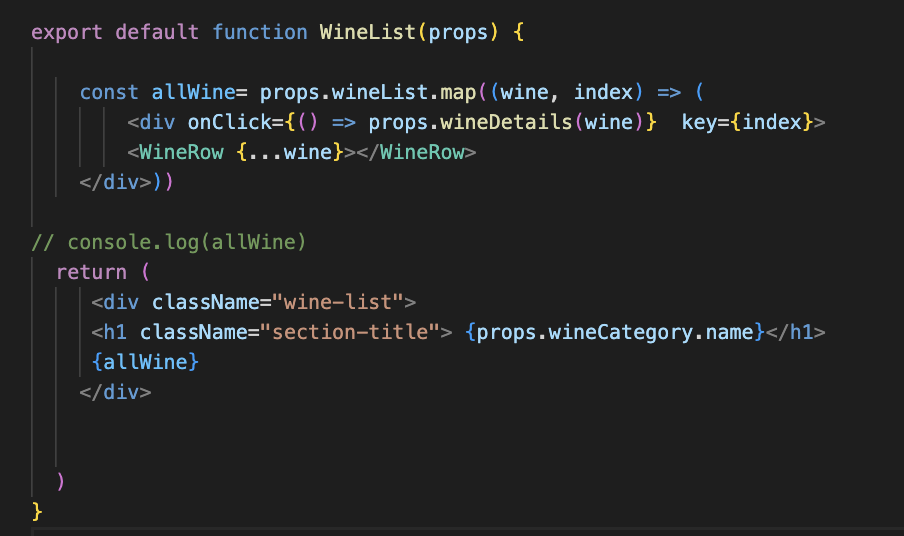 export default function WineList(props) {
const allWine= props.wineList.map((wine, index) => (
<div onClick={() => props.wineDetails(wine)}  key={index}>
<WineRow {...wine}></WineRow>
</div>))
// console.log(allWine)
return (
<div className="wine-list">
<h1 className="section-title"> {props.wineCategory.name}</h1>
{allWine}
</div>
)
}